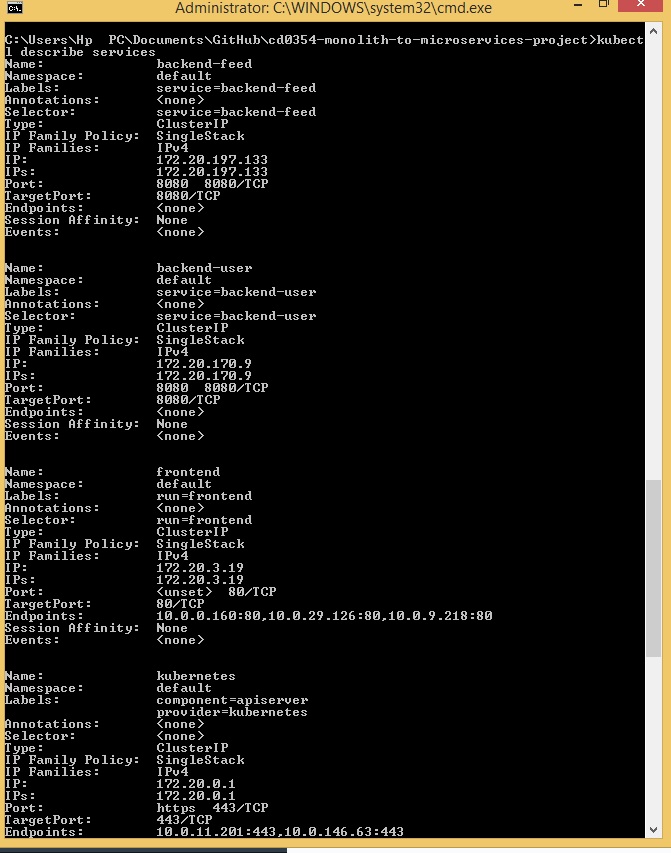 Administrator: C:\WINDOWS\system32\cmd.exe
C:\Users\Hp PC\Documents\GitHub\cd0354-monolith-to-microservices-project>kubect
l describe services
Name: backend-feed
Namespace: default
Labels: service=backend-feed
Annotations: <none>
Selector: service=backend-feed
Type: ClusterIP
IP Family Policy: SingleStack
IP Families: IPv4
IP: 172.20.197.133
IPs: 172.20.197.133
Port: 8080 8080/TCP
TargetPort: 8080/TCP
Endpoints: <none>
Session Affinity: None
Events: <none>
Name: backend-user
Namespace: default
Labels: service=backend-user
Annotations: <none>
Selector: service=backend-user
Type: ClusterIP
IP Family Policy: SingleStack
IP Families: IPv4
IP: 172.20.170.9
IPs: 172.20.170.9
Port: 8080 8080/TCP
TargetPort: 8080/TCP
Endpoints: <none>
Session Affinity: None
Events: <none>
Name: frontend
Namespace: default
Labels: run=frontend
Annotations: <none>
Selector: run=frontend
Type: ClusterIP
IP Family Policy: SingleStack
IP Families: IPv4
IP: 172.20.3.19
IPs: 172.20.3.19
Port: <unset> 80/TCP
TargetPort: 80/TCP
Endpoints: 10.0.0.160:80,10.0.29.126:80,10.0.9.218:80
Session Affinity: None
Events: <none>
Name: kubernetes
Namespace: default
Labels: component=apiserver
provider=kubernetes
Annotations: <none>
Selector: <none>
Type: ClusterIP
IP Family Policy: SingleStack
IP Families: IPv4
IP: 172.20.0.1
IPs: 172.20.0.1
Port: https 443/TCP
TargetPort: 443/TCP
Endpoints: 10.0.11.201:443,10.0.146.63:443